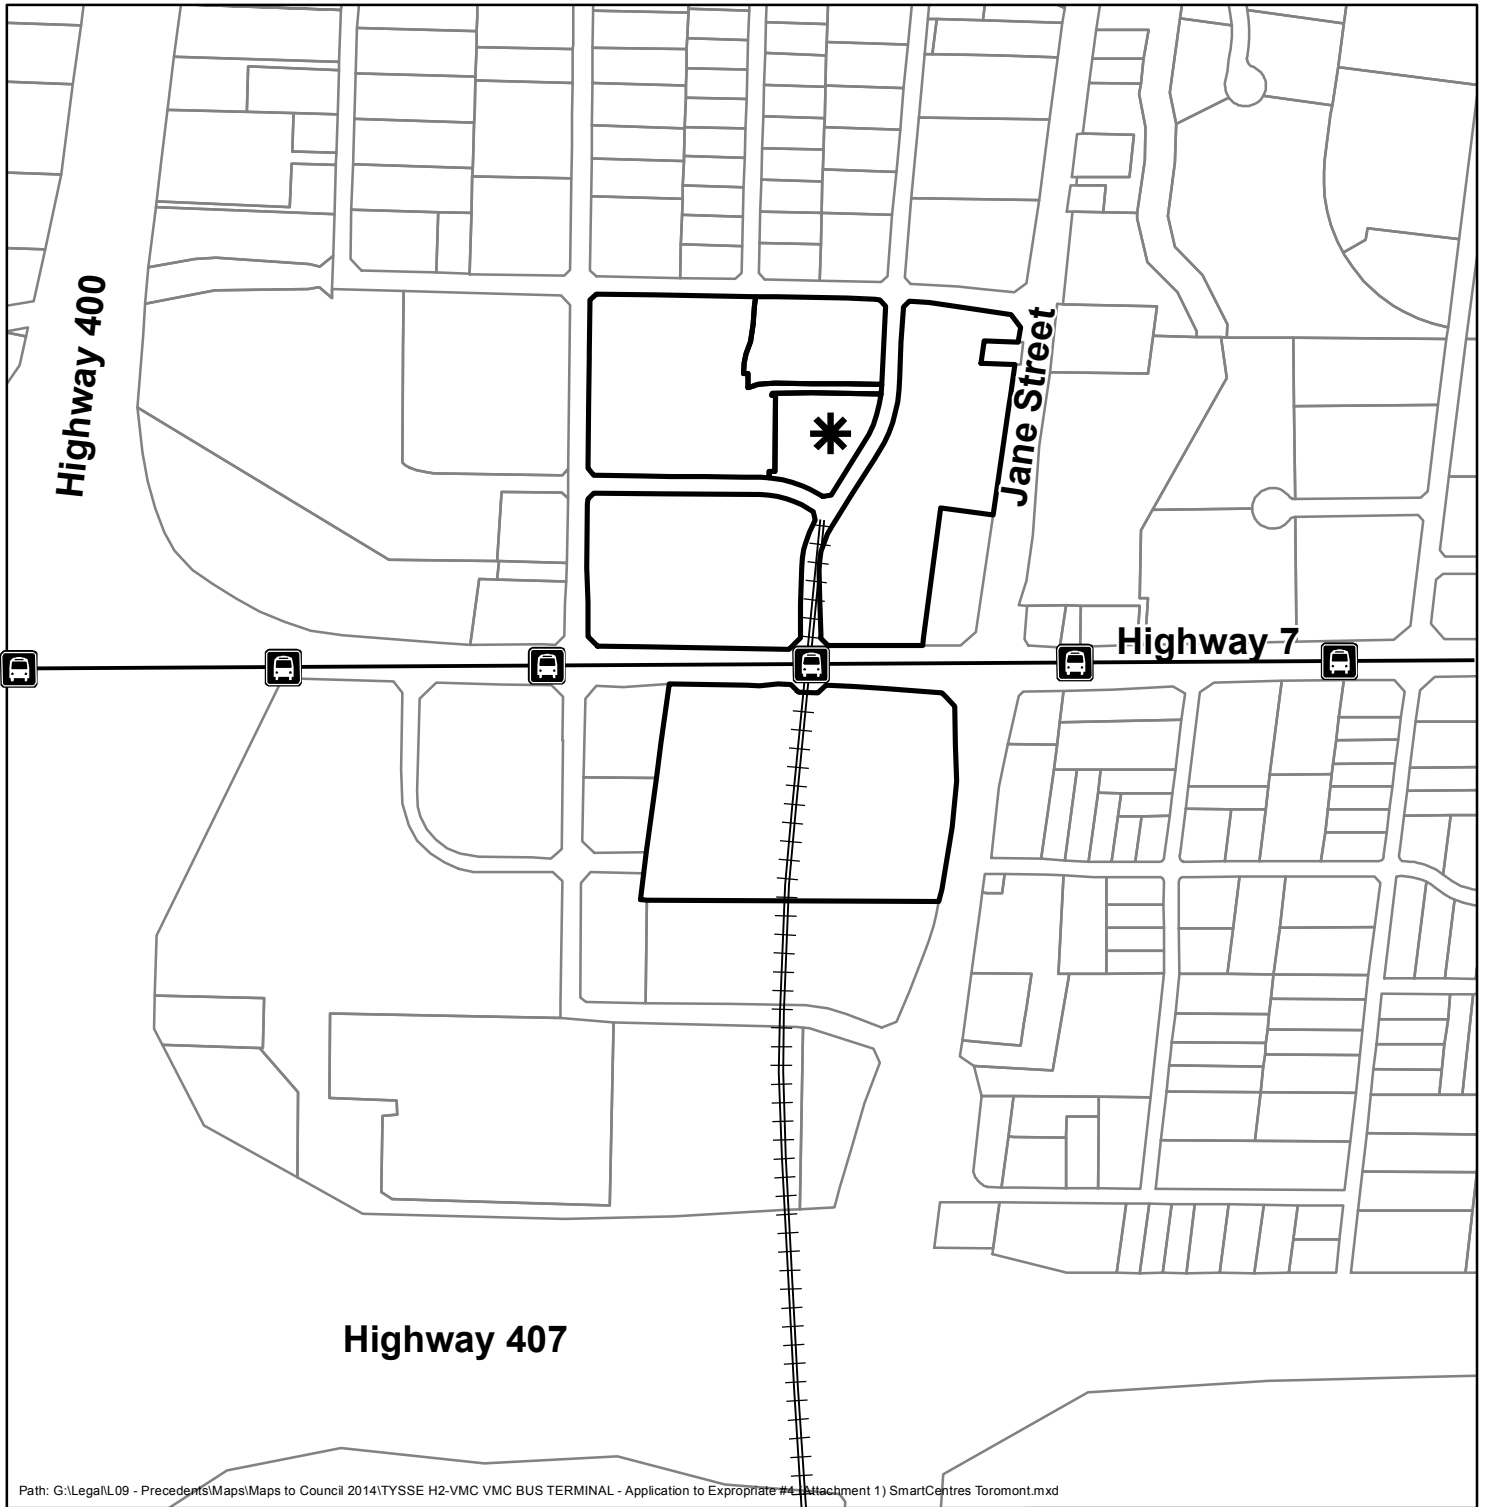 Highway 400
Jane Street
Highway 7
Highway 407
Path: G:\Legal\L09 - Precedents\Maps\Maps to Council 2014\TYSSE H2-VMC VMC BUS TERMINAL - Application to Expropriate #4 (Attachment 1) SmartCentres Toromont.mxd